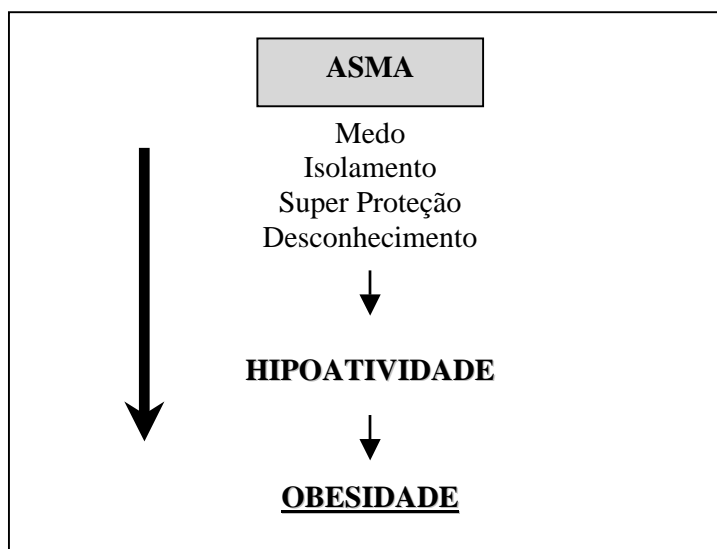 ASMA
Medo
Isolamento
Super Proteção
Desconhecimento
HIPOATIVIDADE
OBESIDADE